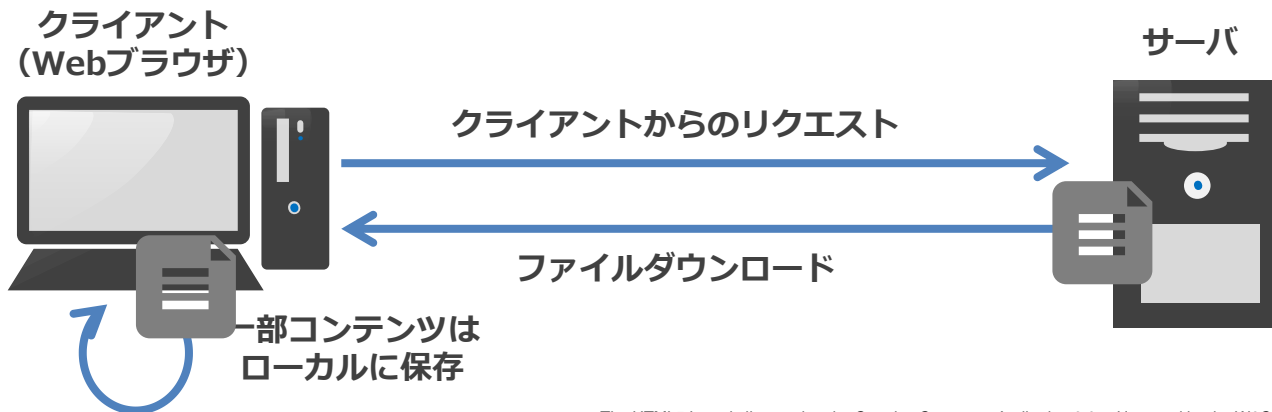 クライアント
（Webブラウザ）
サーバ
クライアントからのリクエスト
ファイルダウンロード
一部コンテンツは
ローカルに保存